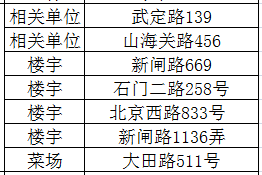 相关单位 武定路139
相关单位 山海关路456
楼宇 新闸路669
楼宇 石门二路258号
楼宇 北京西路833号
楼宇 新闸路1136弄
菜场 大田路511号